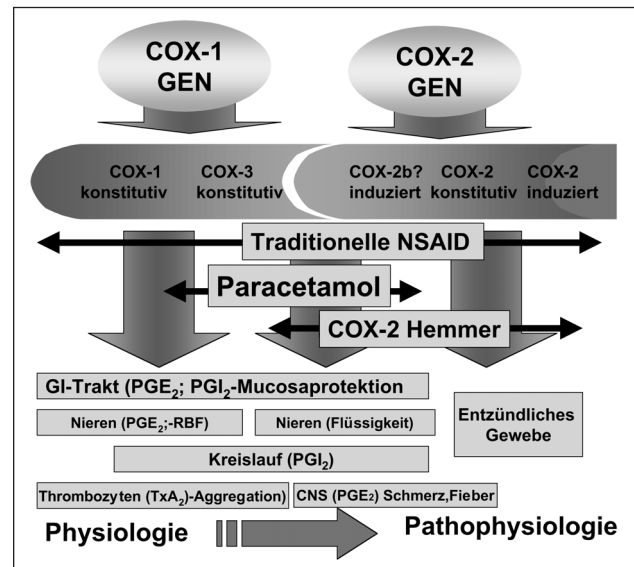 COX-1
GEN
COX-2
GEN
COX-1
konstitutiv
COX-3
konstitutiv
COX-2b?
induziert
COX-2
konstitutiv
COX-2
induziert
Traditionelle NSAID
Paracetamol
COX-2 Hemmer
GI-Trakt (PGE₂; PGI₂-Mucosaprotektion
Nieren (PGE₂;-RBF)
Nieren (Flüssigkeit)
Entzündliches
Gewebe
Kreislauf (PGI₂)
Thrombozyten (TxA₂)-Aggregation)
CNS (PGE₂) Schmerz,Fieber
Physiologie
Pathophysiologie